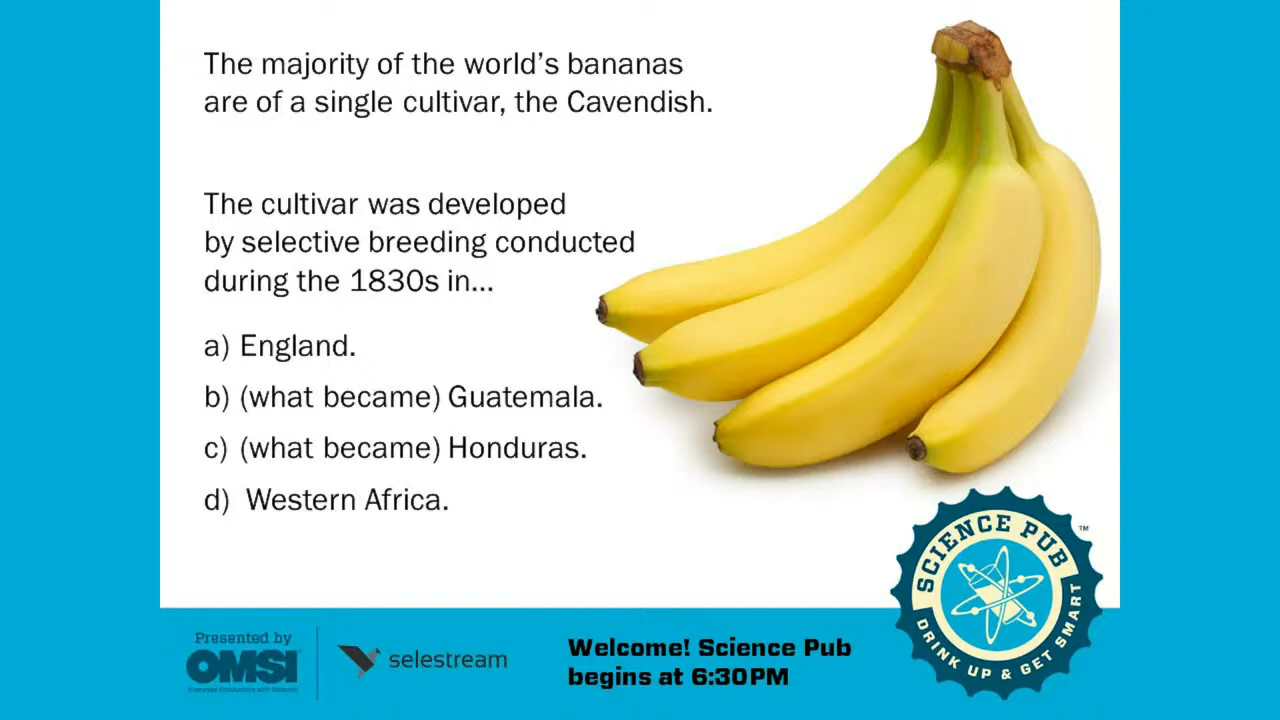 The majority of the world's bananas
are of a single cultivar, the Cavendish.
The cultivar was developed
by selective breeding conducted
during the 1830s in...
a) England.
b) (what became) Guatemala.
c) (what became) Honduras.
d) Western Africa.
SCIENCE PUB™
DRINK UP & GET SMART
Presented by
OMSI
selestream
Welcome! Science Pub
begins at 6:30PM